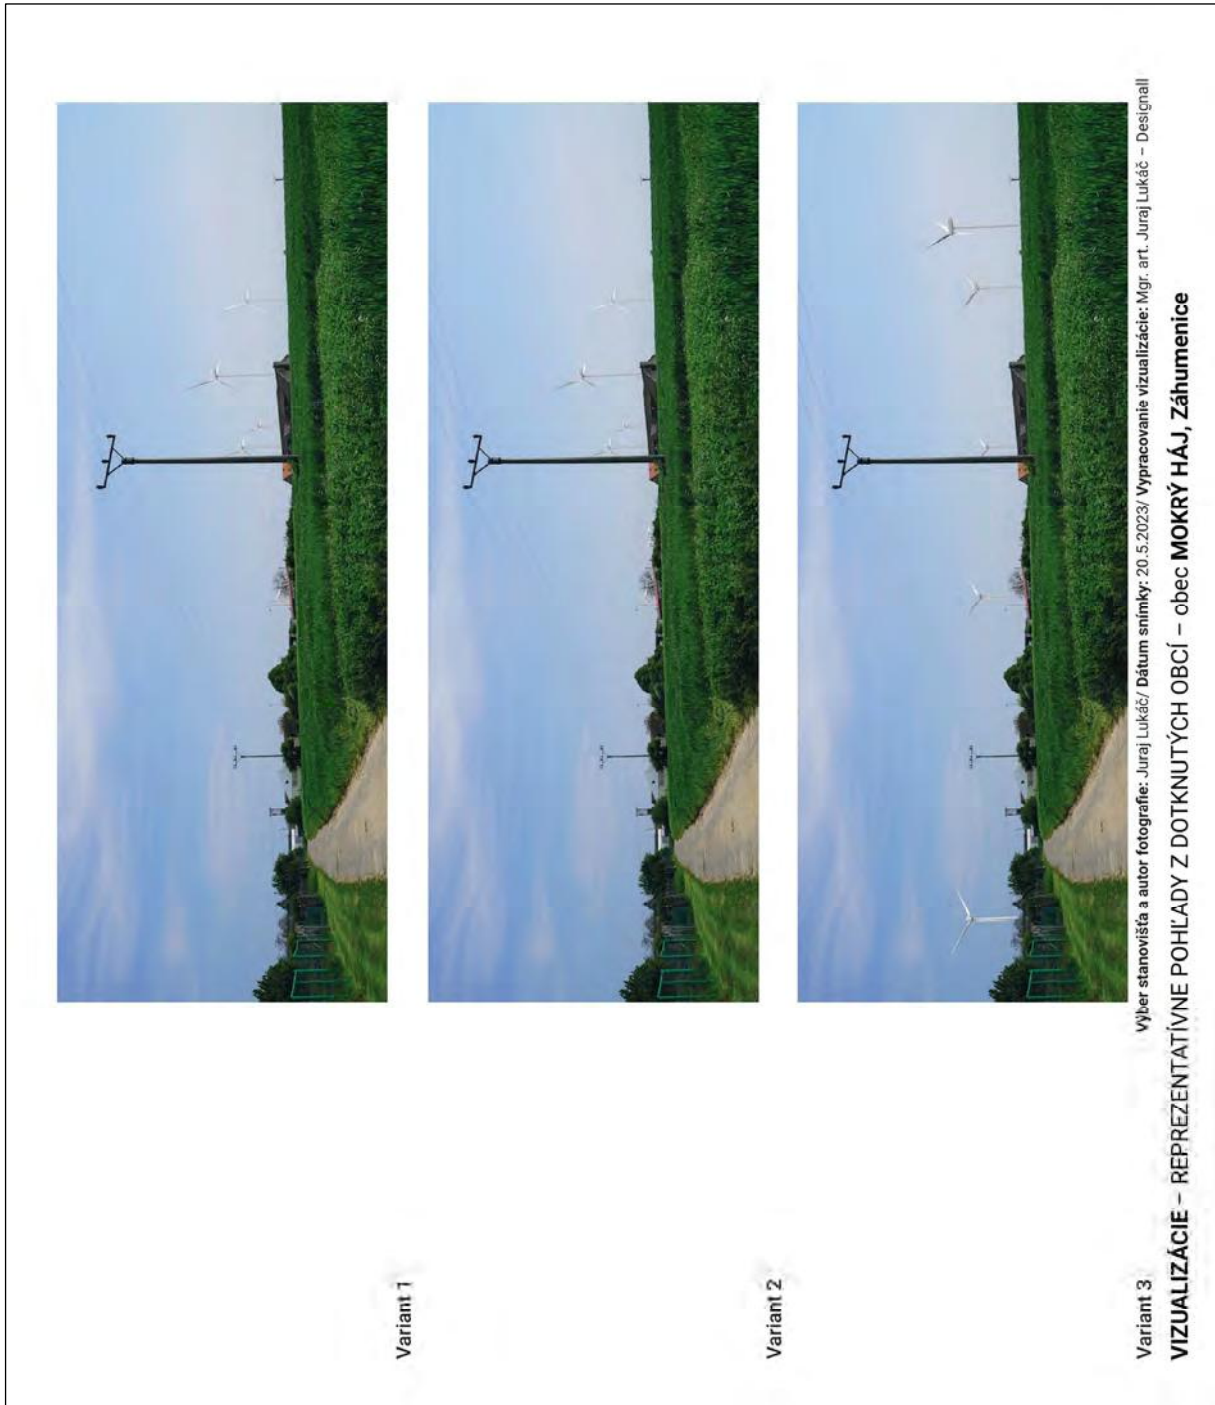 Variant 1
Variant 2
Variant 3
Výber stanovišťa a autor fotografie: Juraj Lukáč/ Dátum snímky: 20.5.2023/ Vypracovanie vizualizácie: Mgr. art. Juraj Lukáč – Designall
VIZUALIZÁCIE – REPREZENTATÍVNE POHĽADY Z DOTKNUTÝCH OBCÍ – obec MOKRÝ HÁJ, Záhumenice